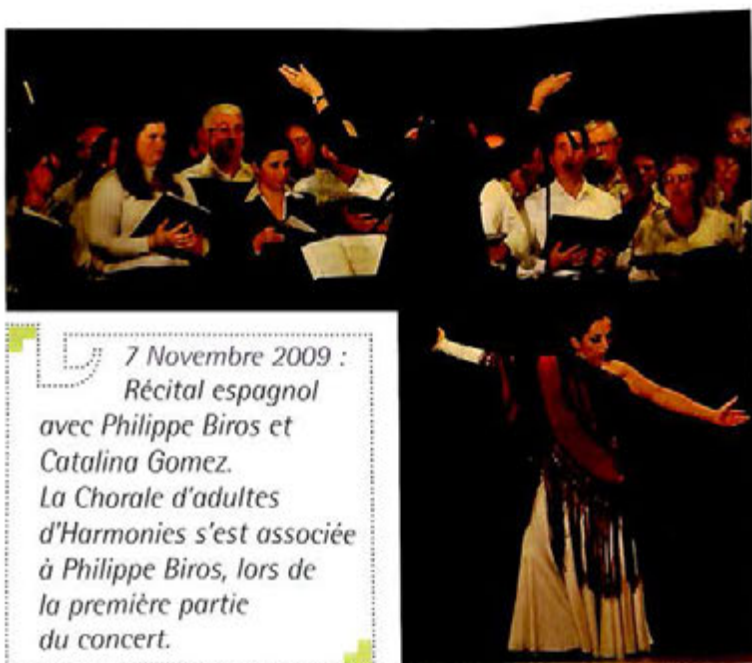 7 Novembre 2009 :
Récital espagnol
avec Philippe Biros et
Catalina Gomez.
La Chorale d'adultes
d'Harmonies s'est associée
à Philippe Biros, lors de
la première partie
du concert.